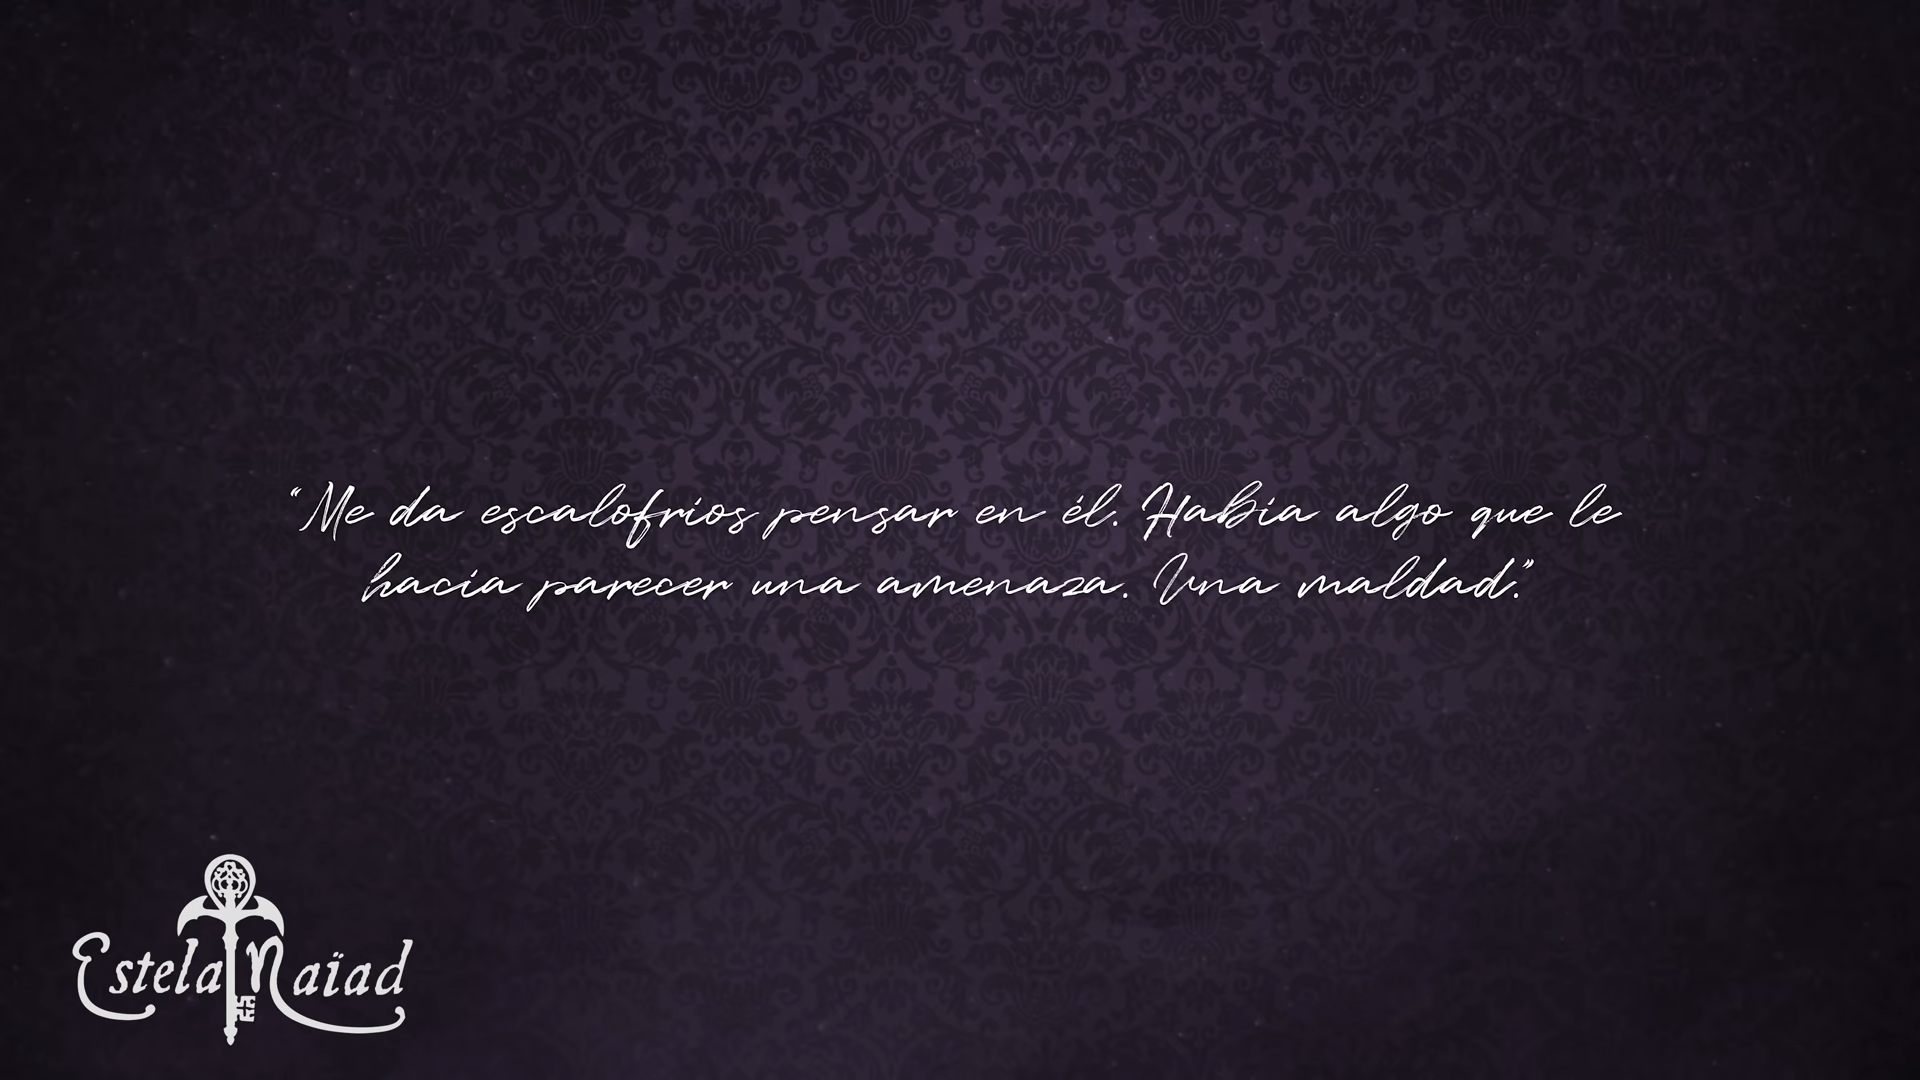 “Me da escalofríos pensar en él. Había algo que le
hacía parecer una amenaza. Una maldad.”
Estela Naïad